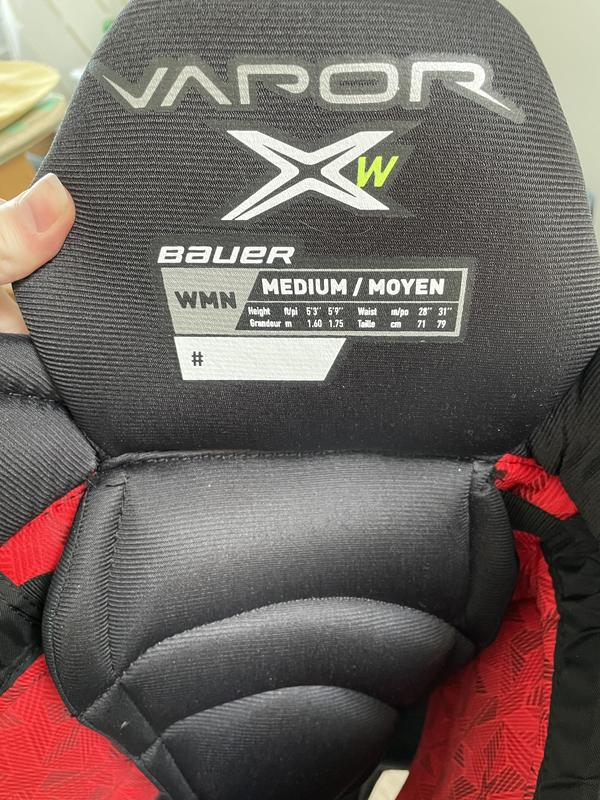 VAPOR
XW
BAUER
WMN
MEDIUM / MOYEN
Height ft/pi 5'3" 5'9" Waist in/po 28" 31"
Grandeur m 1.60 1.75 Taille cm 71 79
#